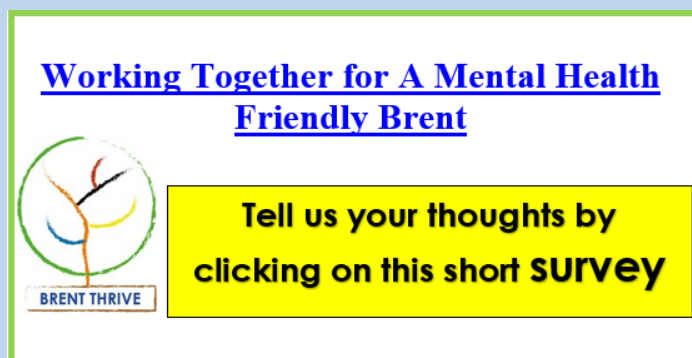 Working Together for A Mental Health
Friendly Brent
Tell us your thoughts by
clicking on this short survey
BRENT THRIVE